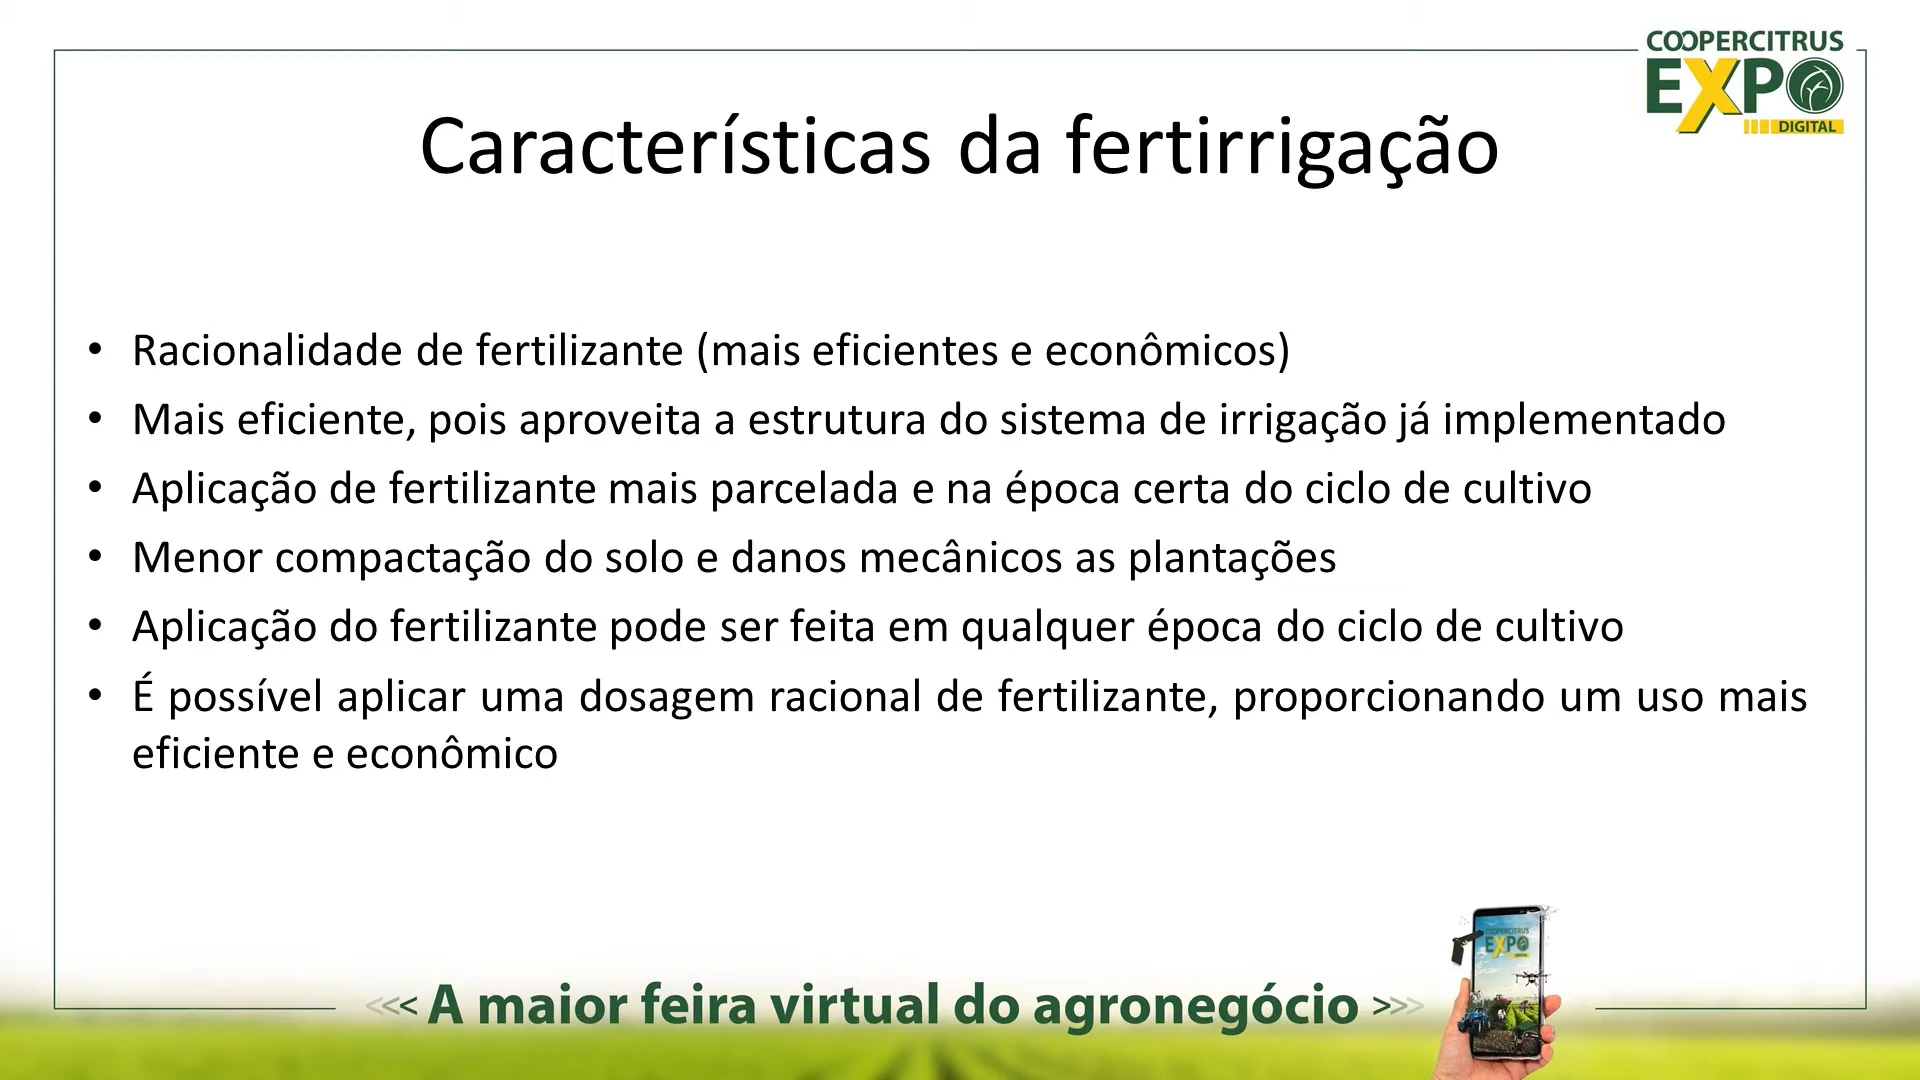 COOPERCITRUS
EXPO
DIGITAL
Características da fertirrigação
• Racionalidade de fertilizante (mais eficientes e econômicos)
• Mais eficiente, pois aproveita a estrutura do sistema de irrigação já implementado
• Aplicação de fertilizante mais parcelada e na época certa do ciclo de cultivo
• Menor compactação do solo e danos mecânicos as plantações
• Aplicação do fertilizante pode ser feita em qualquer época do ciclo de cultivo
• É possível aplicar uma dosagem racional de fertilizante, proporcionando um uso mais
eficiente e econômico
COOPERCITRUS
EXPO
<<< A maior feira virtual do agronegócio >>>